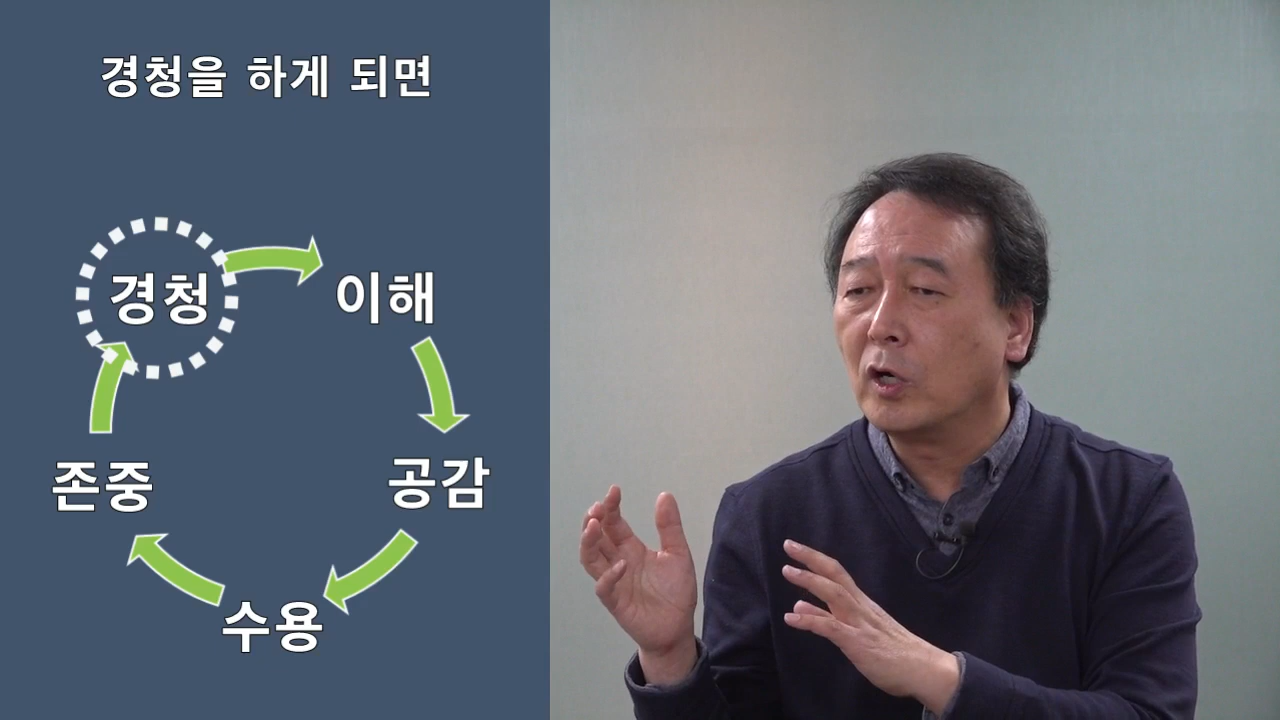 경청을 하게 되면
경청
이해
공감
수용
존중